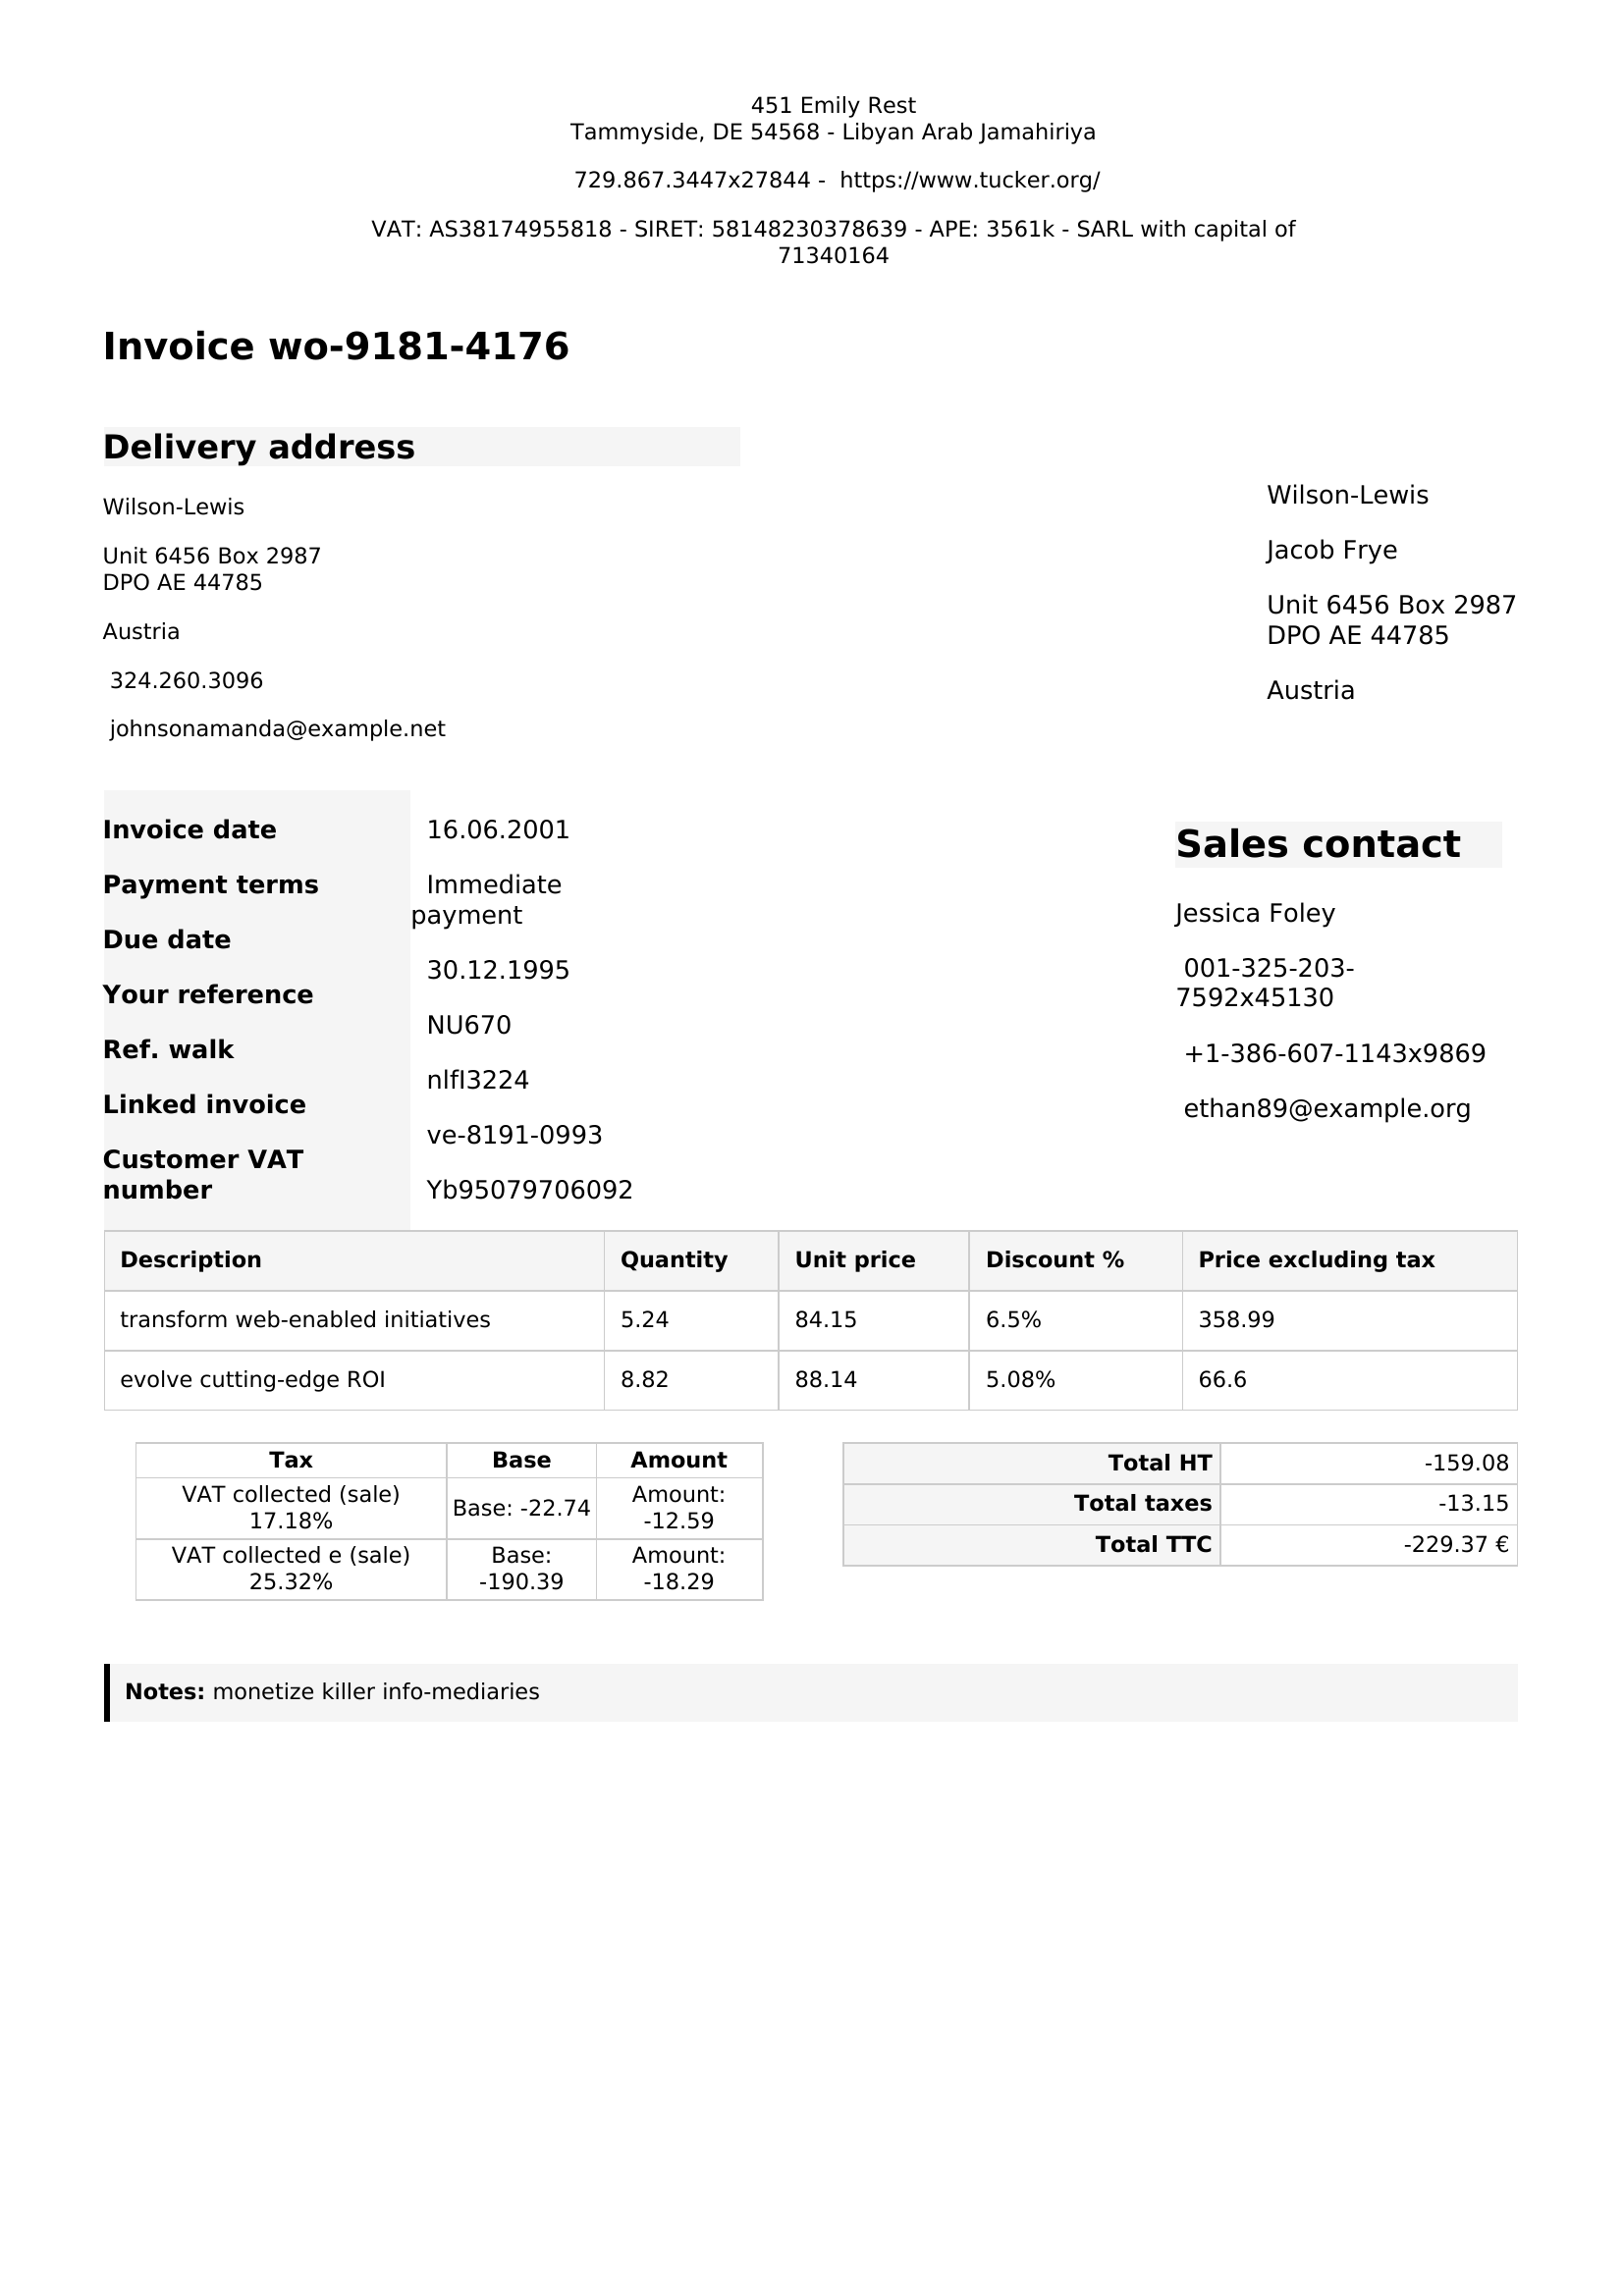 451 Emily Rest
Tammyside, DE 54568 - Libyan Arab Jamahiriya
729.867.3447x27844 - https://www.tucker.org/
VAT: AS38174955818 - SIRET: 58148230378639 - APE: 3561k - SARL with capital of
71340164
Invoice wo-9181-4176
Delivery address
Wilson-Lewis
Unit 6456 Box 2987
DPO AE 44785
Austria
324.260.3096
johnsonamanda@example.net
Wilson-Lewis
Jacob Frye
Unit 6456 Box 2987
DPO AE 44785
Austria
Invoice date
Payment terms
Due date
Your reference
Ref. walk
Linked invoice
Customer VAT
number
16.06.2001
Immediate
payment
30.12.1995
NU670
nlfl3224
ve-8191-0993
Yb95079706092
Sales contact
Jessica Foley
001-325-203-
7592x45130
+1-386-607-1143x9869
ethan89@example.org
Description Quantity Unit price Discount % Price excluding tax
transform web-enabled initiatives 5.24 84.15 6.5% 358.99
evolve cutting-edge ROI 8.82 88.14 5.08% 66.6
Tax Base Amount
VAT collected (sale)
17.18%
Base: -22.74
Amount:
-12.59
VAT collected e (sale)
25.32%
Base:
-190.39
Amount:
-18.29
Total HT -159.08
Total taxes -13.15
Total TTC -229.37 €
Notes: monetize killer info-mediaries